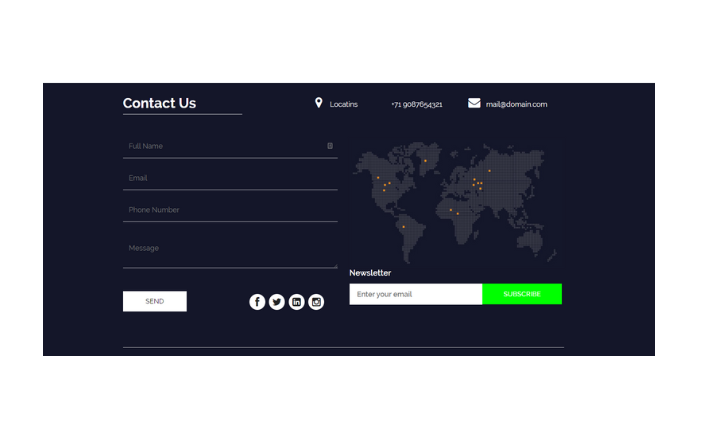 Contact Us
Locatins
+71 9087654321
mail@domain.com
Full Name
Email
Phone Number
Message
SEND
Newsletter
Enter your email
SUBSCRIBE